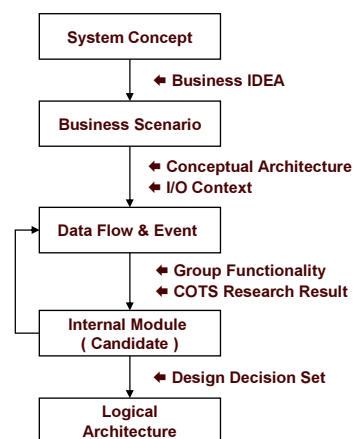 System Concept
Business IDEA
Business Scenario
Conceptual Architecture
I/O Context
Data Flow & Event
Group Functionality
COTS Research Result
Internal Module
( Candidate )
Design Decision Set
Logical
Architecture